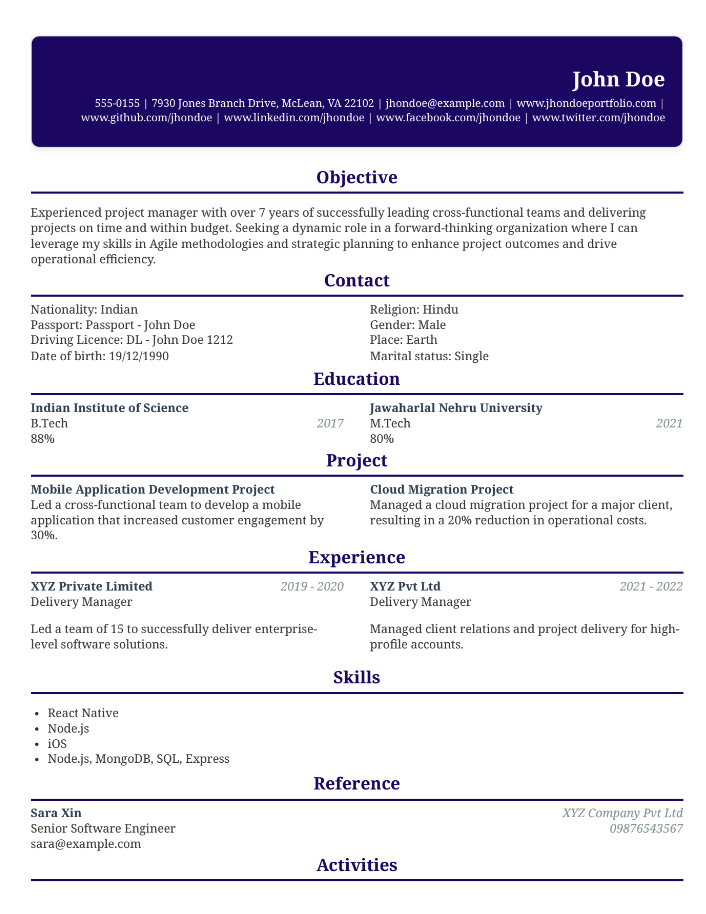 John Doe
555-0155 | 7930 Jones Branch Drive, McLean, VA 22102 | jhondoe@example.com | www.jhondoeportfolio.com |
www.github.com/jhondoe | www.linkedin.com/jhondoe | www.facebook.com/jhondoe | www.twitter.com/jhondoe
Objective
Experienced project manager with over 7 years of successfully leading cross-functional teams and delivering
projects on time and within budget. Seeking a dynamic role in a forward-thinking organization where I can
leverage my skills in Agile methodologies and strategic planning to enhance project outcomes and drive
operational efficiency.
Contact
Nationality: Indian
Passport: Passport - John Doe
Driving Licence: DL - John Doe 1212
Date of birth: 19/12/1990
Religion: Hindu
Gender: Male
Place: Earth
Marital status: Single
Education
Indian Institute of Science
B.Tech 2017
88%
Jawaharlal Nehru University
M.Tech 2021
80%
Project
Mobile Application Development Project
Led a cross-functional team to develop a mobile
application that increased customer engagement by
30%.
Cloud Migration Project
Managed a cloud migration project for a major client,
resulting in a 20% reduction in operational costs.
Experience
XYZ Private Limited 2019 - 2020
Delivery Manager
Led a team of 15 to successfully deliver enterprise-
level software solutions.
XYZ Pvt Ltd 2021 - 2022
Delivery Manager
Managed client relations and project delivery for high-
profile accounts.
Skills
• React Native
• Node.js
• iOS
• Node.js, MongoDB, SQL, Express
Reference
Sara Xin XYZ Company Pvt Ltd
Senior Software Engineer 09876543567
sara@example.com
Activities